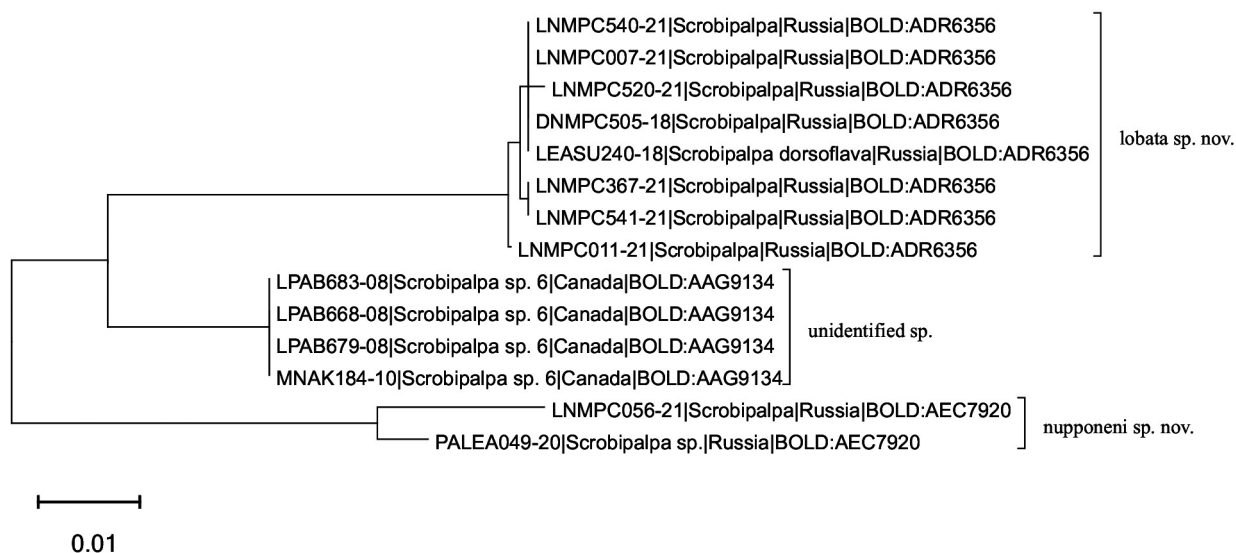 LNMPC540-21|Scrobipalpa|Russia|BOLD:ADR6356
LNMPC007-21|Scrobipalpa|Russia|BOLD:ADR6356
LNMPC520-21|Scrobipalpa|Russia|BOLD:ADR6356
DNMPC505-18|Scrobipalpa|Russia|BOLD:ADR6356
lobata sp. nov.
LEASU240-18|Scrobipalpa dorsoflava|Russia|BOLD:ADR6356
LNMPC367-21|Scrobipalpa|Russia|BOLD:ADR6356
LNMPC541-21|Scrobipalpa|Russia|BOLD:ADR6356
LNMPC011-21|Scrobipalpa|Russia|BOLD:ADR6356
LPAB683-08|Scrobipalpa sp. 6|Canada|BOLD:AAG9134
LPAB668-08|Scrobipalpa sp. 6|Canada|BOLD:AAG9134
unidentified sp.
LPAB679-08|Scrobipalpa sp. 6|Canada|BOLD:AAG9134
MNAK184-10|Scrobipalpa sp. 6|Canada|BOLD:AAG9134
LNMPC056-21|Scrobipalpa|Russia|BOLD:AEC7920
nupponeni sp. nov.
PALEA049-20|Scrobipalpa sp.|Russia|BOLD:AEC7920
0.01